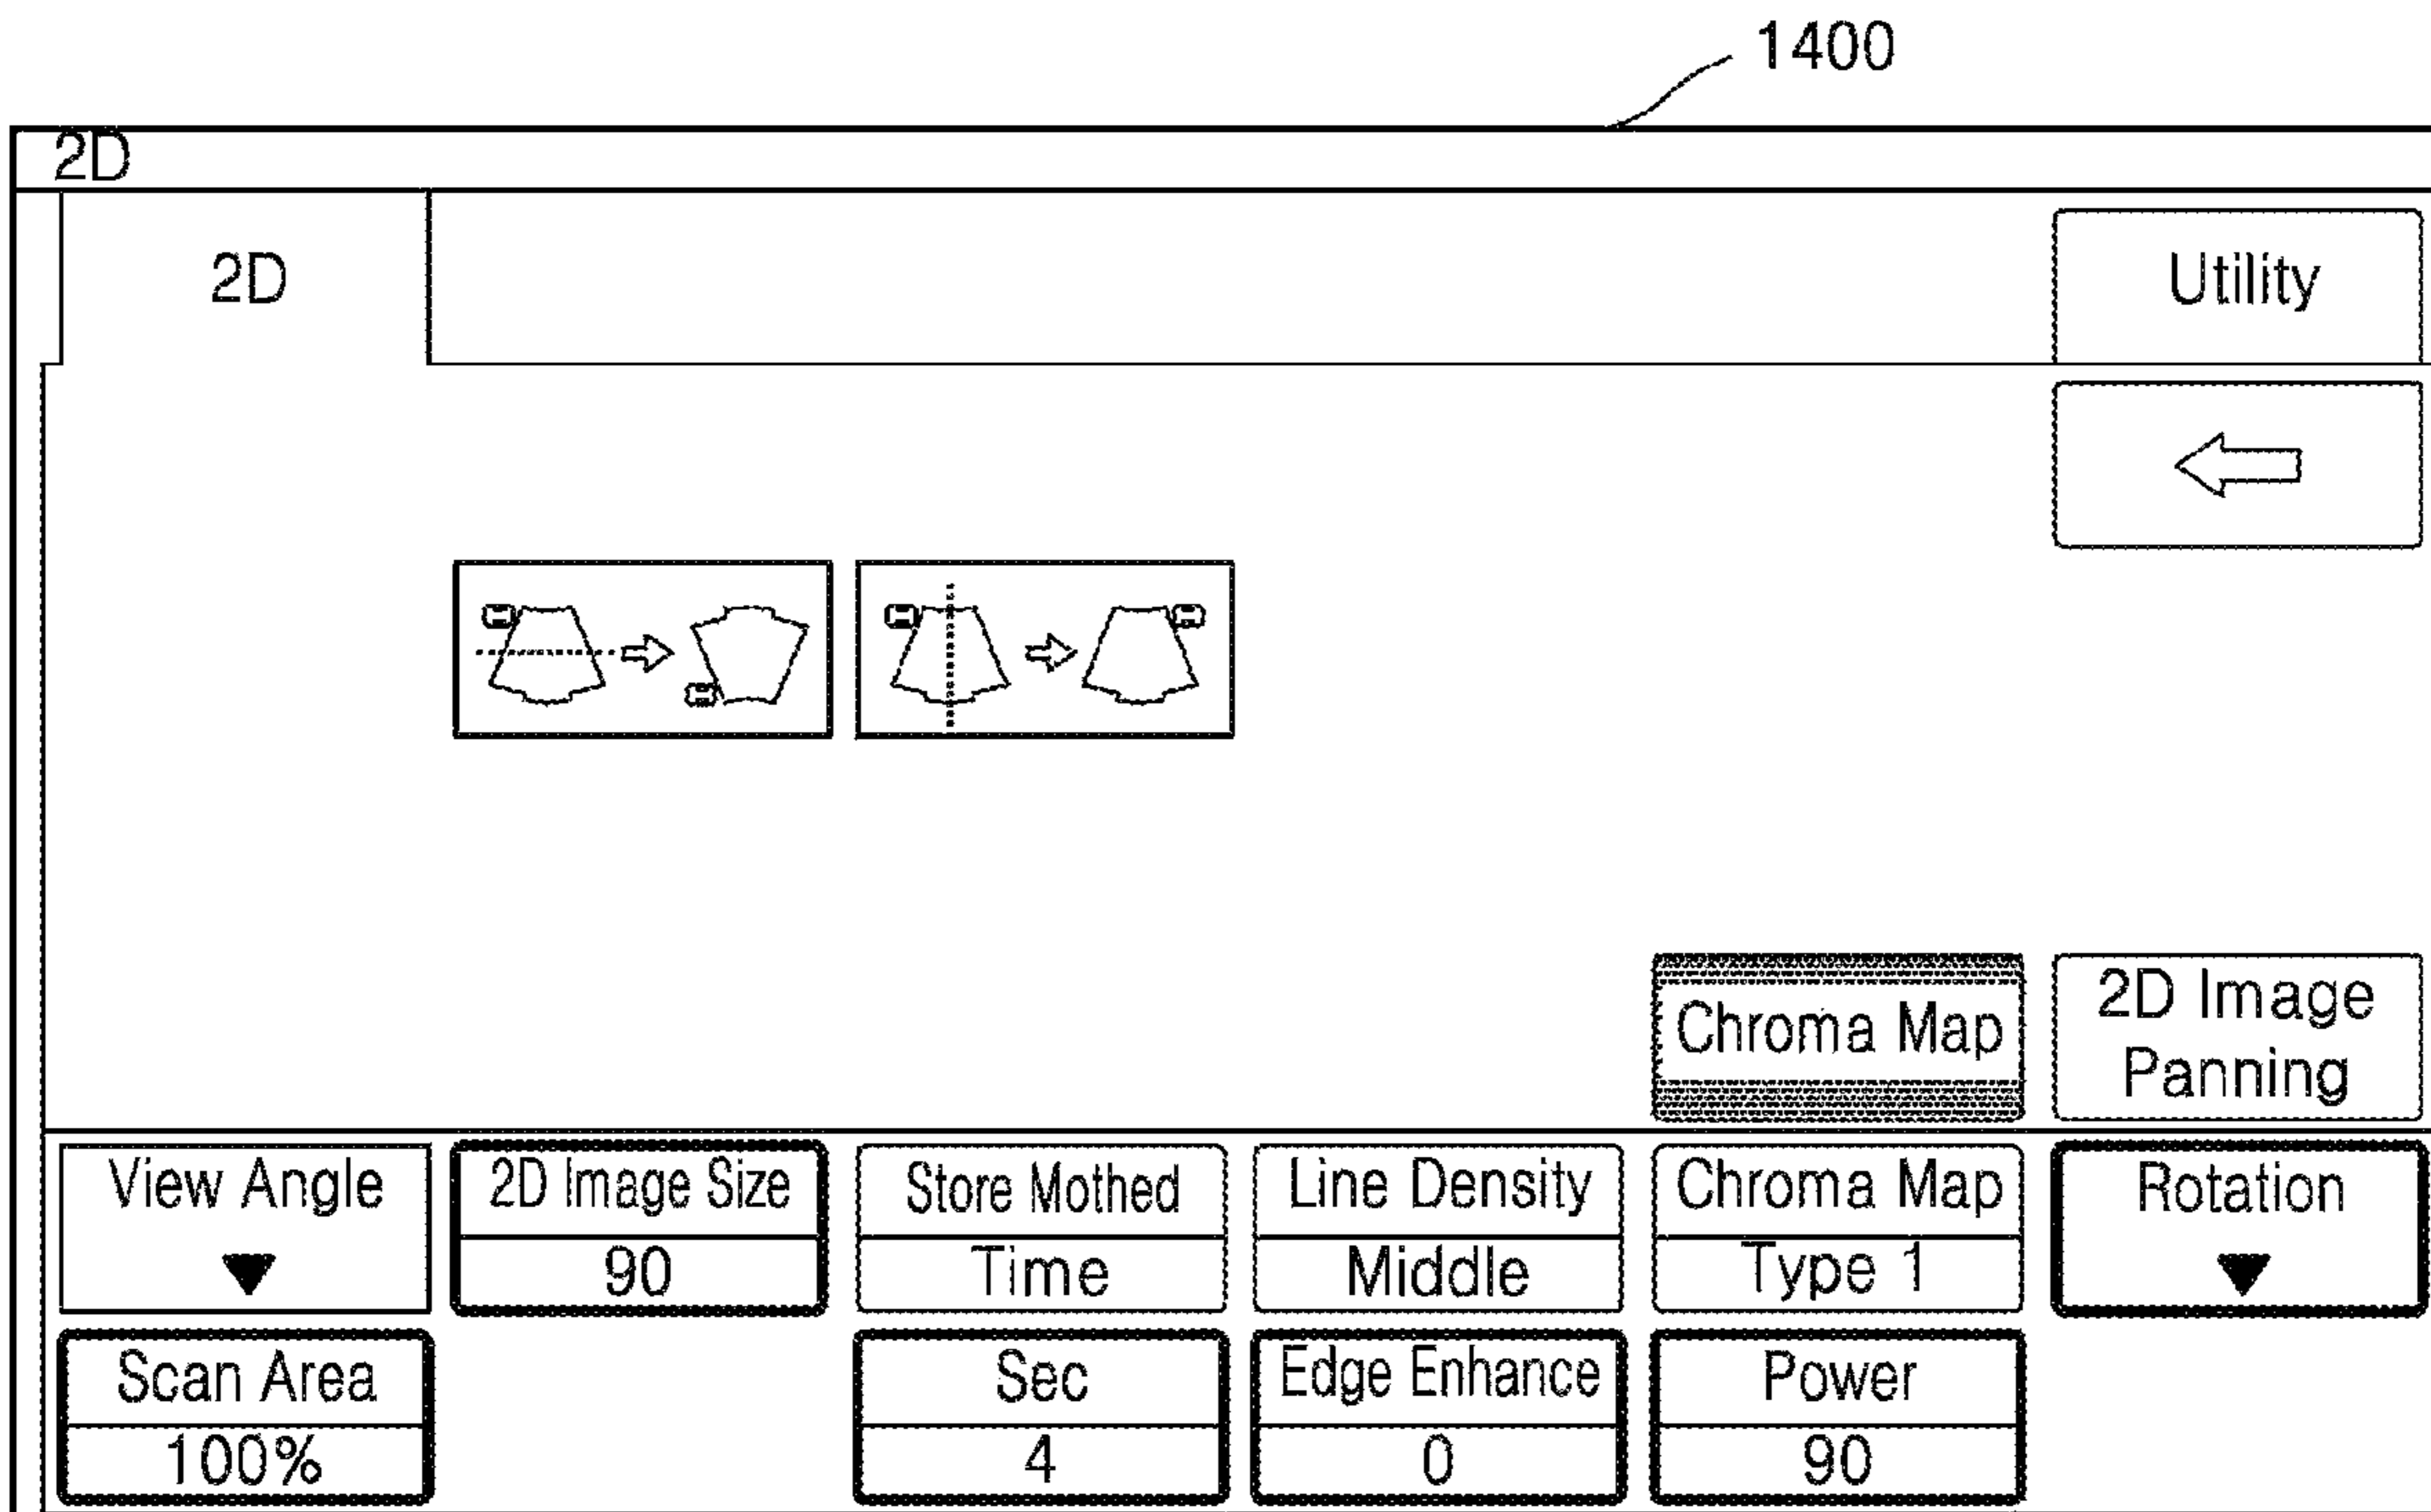 1400
2D
2D
Utility
Chroma Map
2D Image
Panning
View Angle
2D Image Size
Store Mothed
Line Density
Chroma Map
Rotation
90
Time
Middle
Type 1
Scan Area
Sec
Edge Enhance
Power
100%
4
0
90